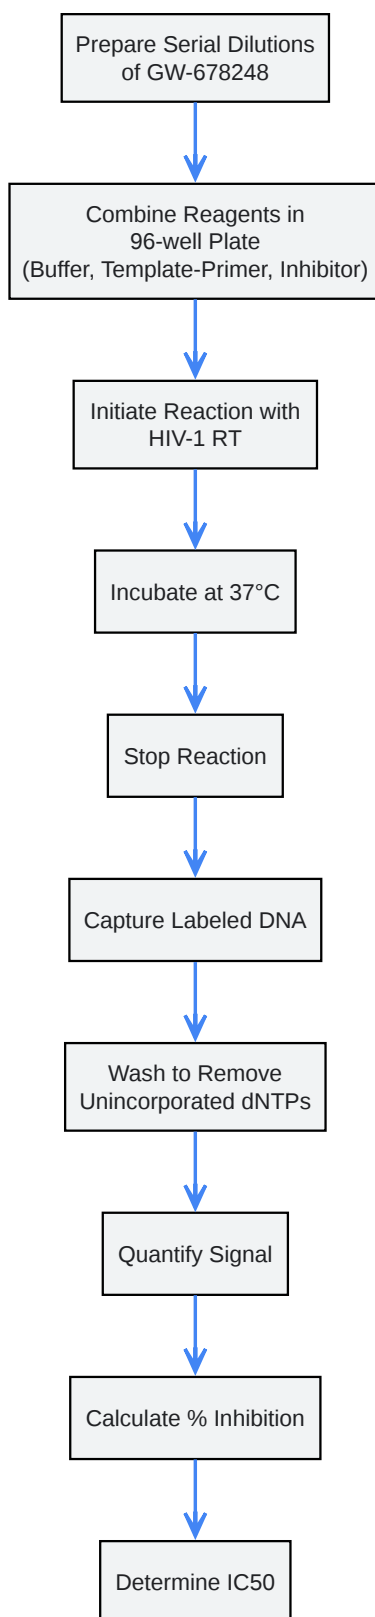 Prepare Serial Dilutions
of GW-678248
Combine Reagents in
96-well Plate
(Buffer, Template-Primer, Inhibitor)
Initiate Reaction with
HIV-1 RT
Incubate at 37°C
Stop Reaction
Capture Labeled DNA
Wash to Remove
Unincorporated dNTPs
Quantify Signal
Calculate % Inhibition
Determine IC50